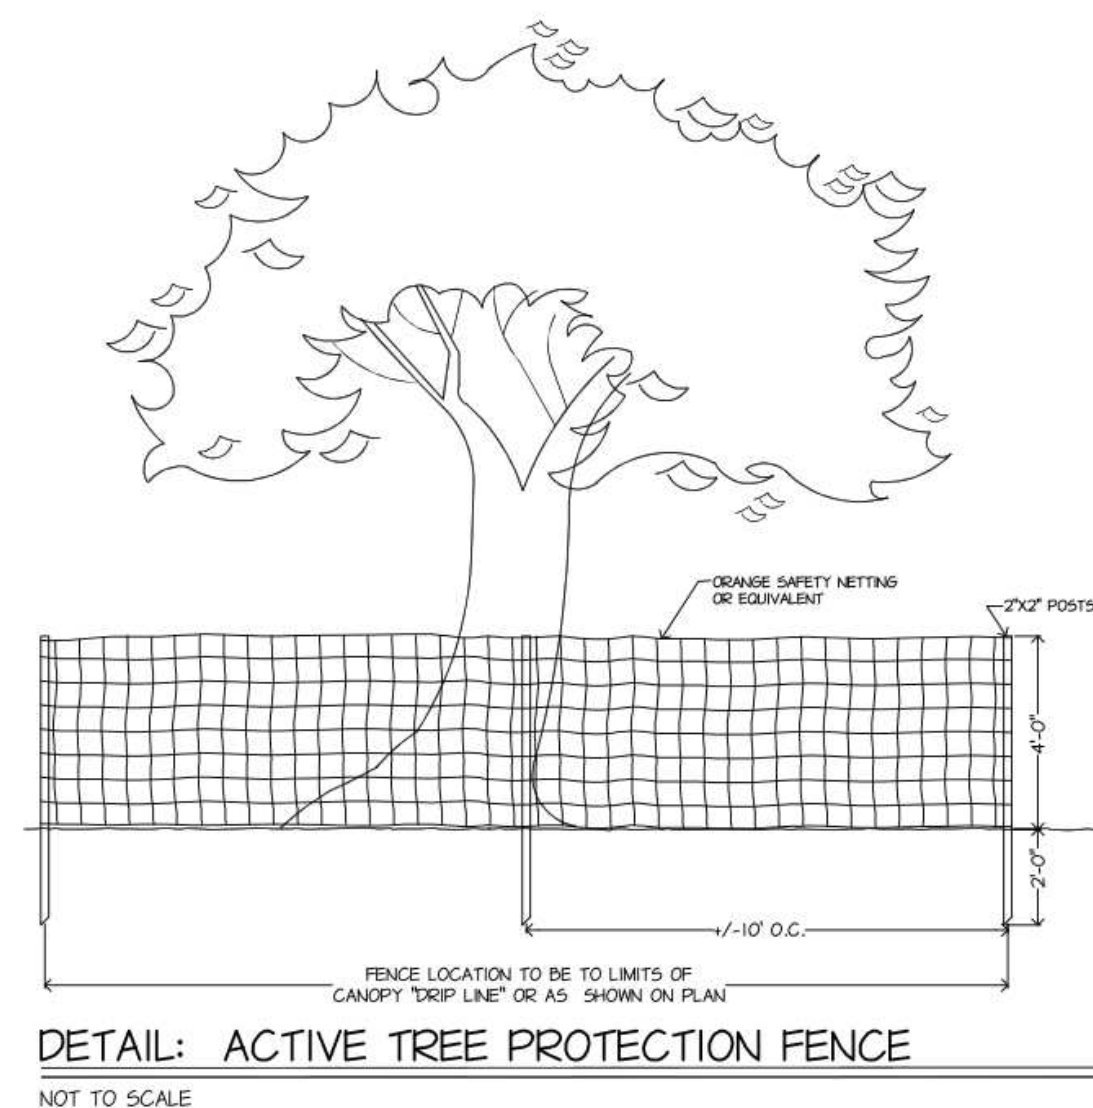 ORANGE SAFETY NETTING
OR EQUIVALENT
2"X2" POSTS
4'-0"
2'-0"
+/-10' O.C.
FENCE LOCATION TO BE TO LIMITS OF
CANOPY "DRIP LINE" OR AS SHOWN ON PLAN
DETAIL: ACTIVE TREE PROTECTION FENCE
NOT TO SCALE